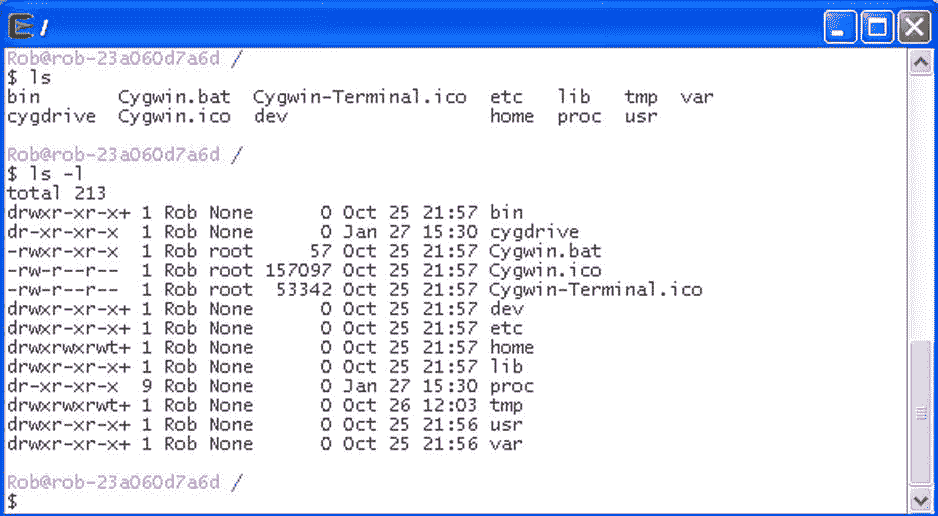 /
Rob@rob-23a060d7a6d /
$ ls
bin       Cygwin.bat  Cygwin-Terminal.ico  etc   lib   tmp  var
cygdrive  Cygwin.ico  dev                  home  proc  usr
Rob@rob-23a060d7a6d /
$ ls -l
total 213
drwxr-xr-x+ 1 Rob None      0 Oct 25 21:57 bin
dr-xr-xr-x  1 Rob None      0 Jan 27 15:30 cygdrive
-rwxr-xr-x  1 Rob root     57 Oct 25 21:57 Cygwin.bat
-rw-r--r--  1 Rob root 157097 Oct 25 21:57 Cygwin.ico
-rw-r--r--  1 Rob root  53342 Oct 25 21:57 Cygwin-Terminal.ico
drwxr-xr-x+ 1 Rob None      0 Oct 25 21:57 dev
drwxr-xr-x+ 1 Rob None      0 Oct 25 21:57 etc
drwxrwxrwt+ 1 Rob None      0 Oct 25 21:57 home
drwxr-xr-x+ 1 Rob None      0 Oct 25 21:57 lib
dr-xr-xr-x  9 Rob None      0 Jan 27 15:30 proc
drwxrwxrwt+ 1 Rob None      0 Oct 26 12:03 tmp
drwxr-xr-x+ 1 Rob None      0 Oct 25 21:56 usr
drwxr-xr-x+ 1 Rob None      0 Oct 25 21:56 var
Rob@rob-23a060d7a6d /
$